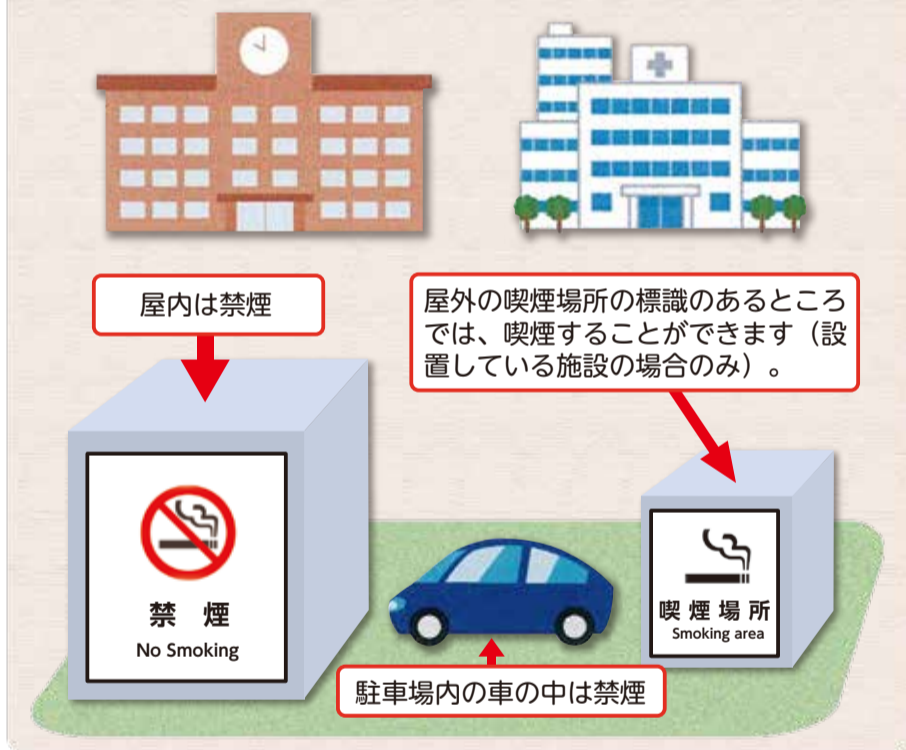 屋内は禁煙
屋外の喫煙場所の標識のあるところ
では、喫煙することができます（設
置している施設の場合のみ）。
禁煙
No Smoking
喫煙場所
Smoking area
駐車場内の車の中は禁煙